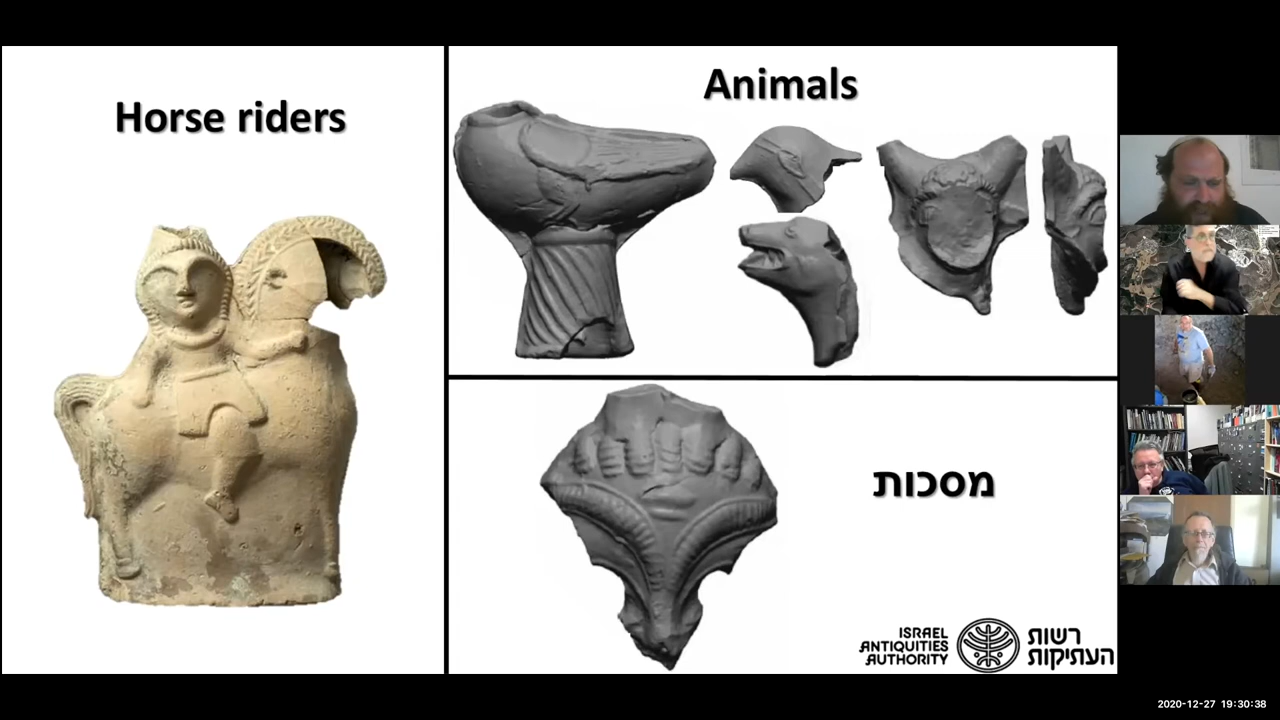 Horse riders
Animals
מסכות
ISRAEL
ANTIQUITIES
AUTHORITY
רשות
העתיקות
2020-12-27 19:30:38